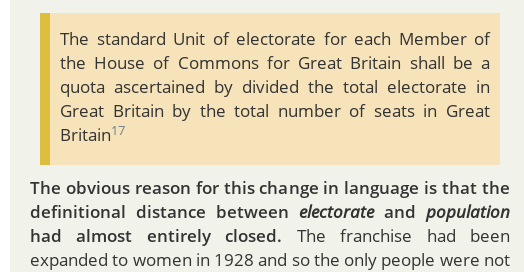 The standard Unit of electorate for each Member of
the House of Commons for Great Britain shall be a
quota ascertained by divided the total electorate in
Great Britain by the total number of seats in Great
Britain17
The obvious reason for this change in language is that the
definitional distance between electorate and population
had almost entirely closed. The franchise had been
expanded to women in 1928 and so the only people were not